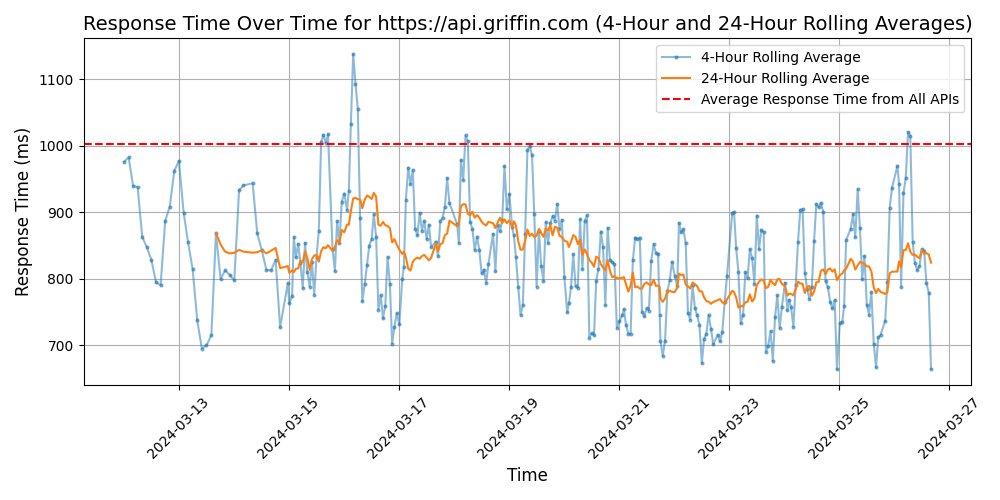 Response Time Over Time for https://api.griffin.com (4-Hour and 24-Hour Rolling Averages)
4-Hour Rolling Average
24-Hour Rolling Average
Average Response Time from All APIs
Response Time (ms)
1100
1000
900
800
700
2024-03-13
2024-03-15
2024-03-17
2024-03-19
2024-03-21
2024-03-23
2024-03-25
2024-03-27
Time